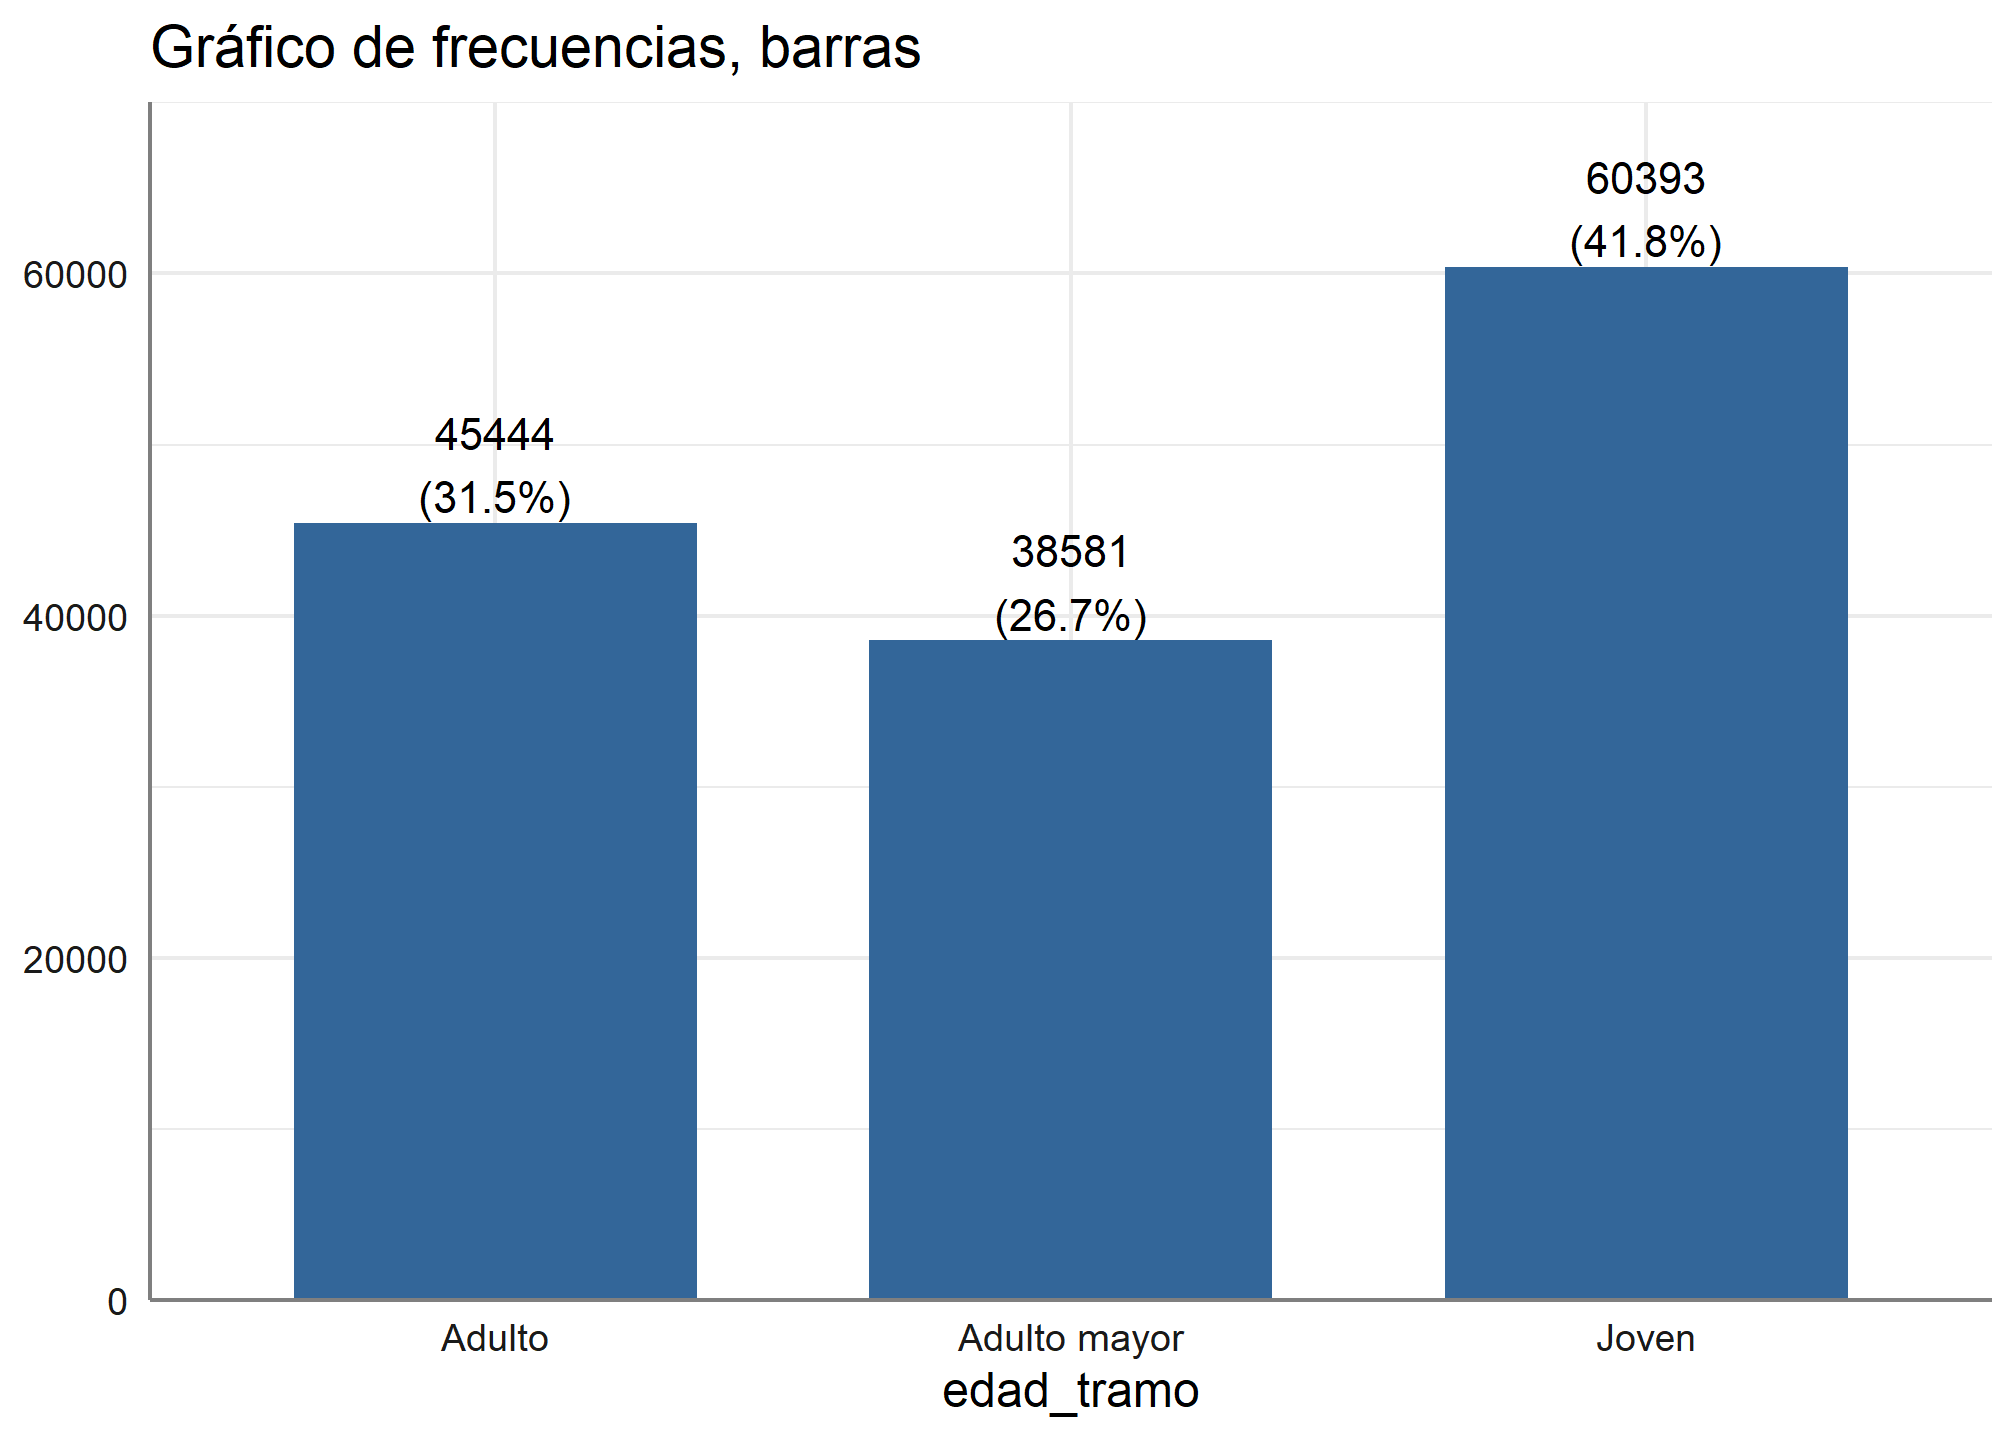 Gráfico de frecuencias, barras
60393
(41.8%)
60000
45444
(31.5%)
38581
(26.7%)
40000
20000
0
Adulto
Adulto mayor
Joven
edad_tramo